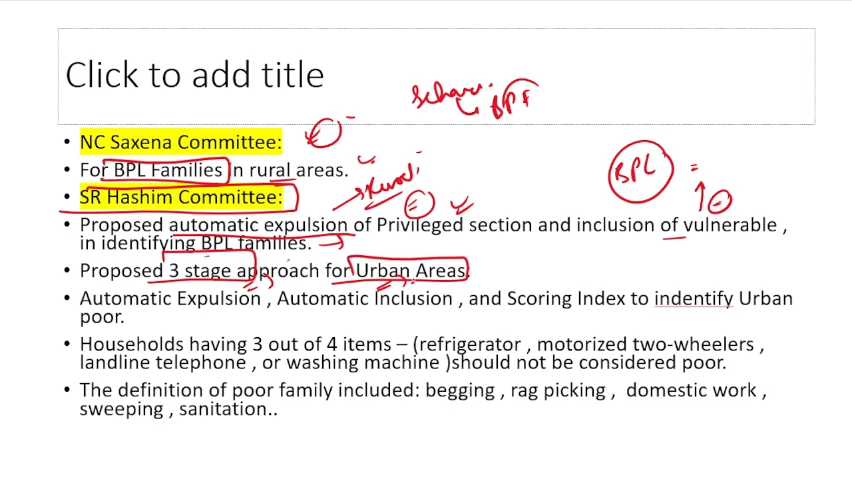 Click to add title
BPL
• NC Saxena Committee:
• For BPL Families in rural areas.
BPL
• SR Hashim Committee:
• Proposed automatic expulsion of Privileged section and inclusion of vulnerable ,
in identifying BPL families.
• Proposed 3 stage approach for Urban Areas.
• Automatic Expulsion , Automatic Inclusion , and Scoring Index to indentify Urban
poor.
• Households having 3 out of 4 items – (refrigerator , motorized two-wheelers ,
landline telephone , or washing machine )should not be considered poor.
• The definition of poor family included: begging , rag picking , domestic work ,
sweeping , sanitation..